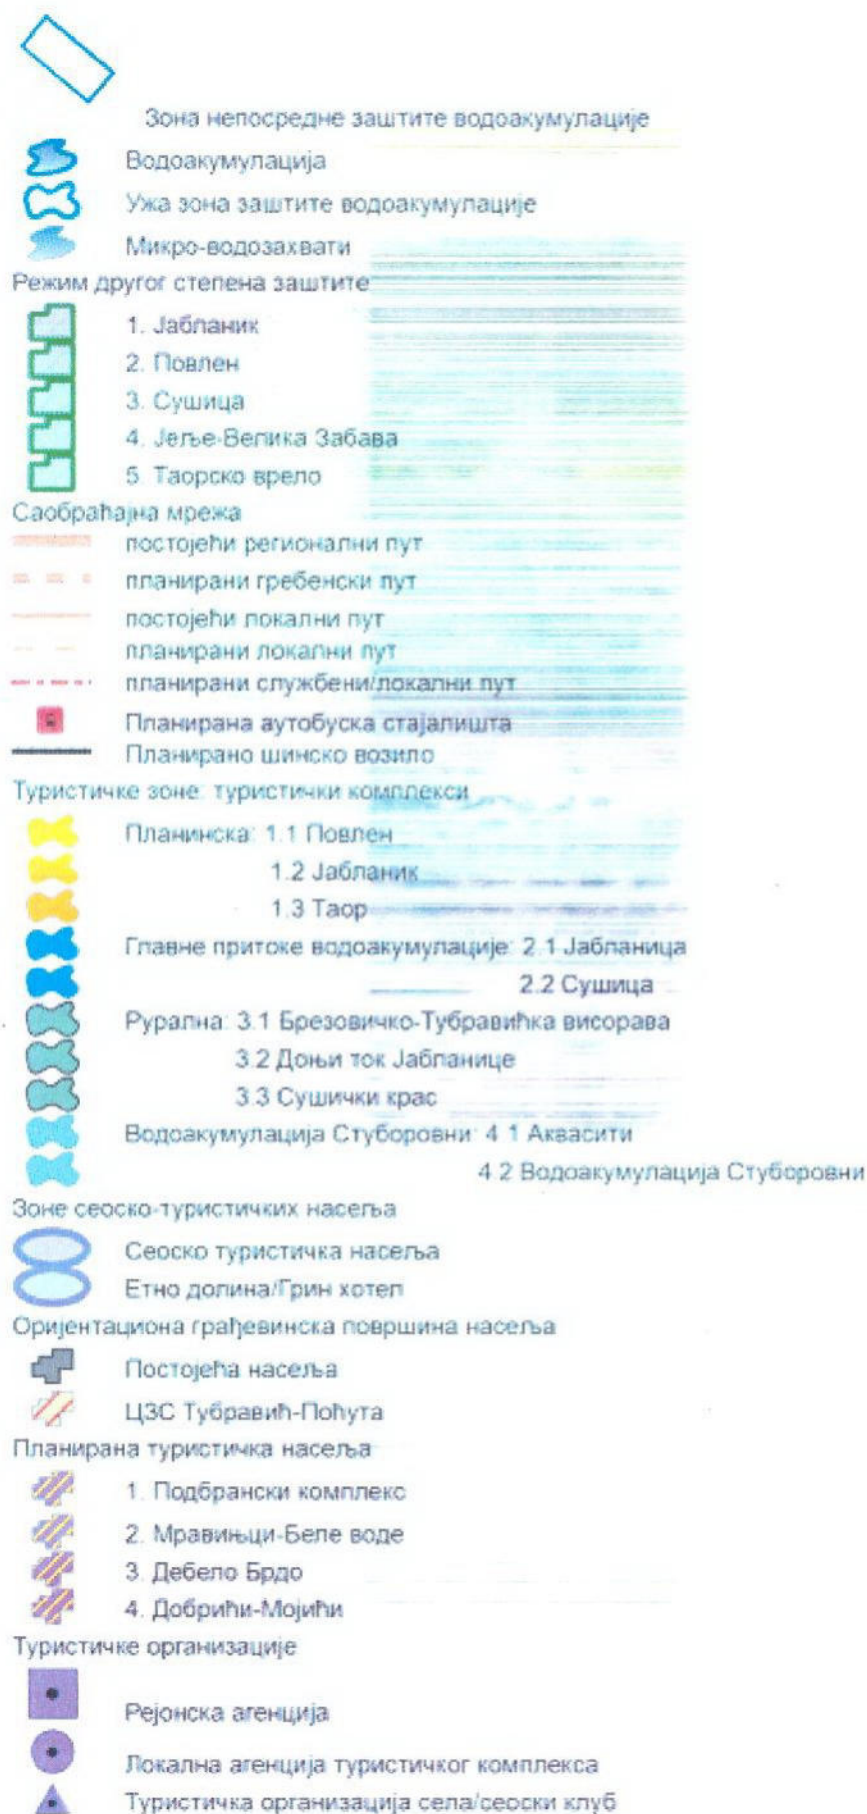 Зона непосредне заштите водоакумулације
Водоакумулација
Ужа зона заштите водоакумулације
Микро-водозахвати
Режим другог степена заштите
1. Јабланик
2. Повлен
3. Сушица
4. Јеље-Велика Забава
5. Таорско врело
Саобраћајна мрежа
постојећи регионални пут
планирани гребенски пут
постојећи локални пут
планирани локални пут
планирани службени/локални пут
Планирана аутобуска стајалишта
Планирано шинско возило
Туристичке зоне: туристички комплекси
Планинска: 1.1 Повлен
1.2 Јабланик
1.3 Таор
Главне притоке водоакумулације: 2.1 Јабланица
2.2 Сушица
Рурална: 3.1 Брезовичко-Тубравићка висорава
3.2 Доњи ток Јабланице
3.3 Сушички крас
Водоакумулација Стуборовни: 4.1 Аквасити
4.2 Водоакумулација Стуборовни
Зоне сеоско-туристичких насеља
Сеоско туристичка насеља
Етно долина/Грин хотел
Оријентациона грађевинска површина насеља
Постојећа насеља
ЦЗС Тубравић-Поћута
Планирана туристичка насеља
1. Подбрански комплекс
2. Мравињци-Беле воде
3. Дебело Брдо
4. Добрићи-Мојићи
Туристичке организације
Рејонска агенција
Локална агенција туристичког комплекса
Туристичка организација села/сеоски клуб